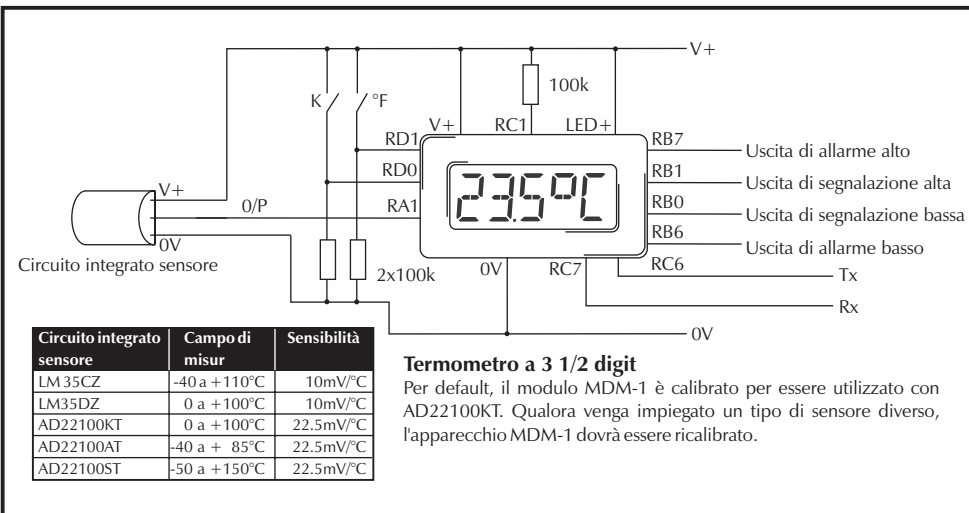 V+
100k
K
°F
V+
RC1
LED+
RD1
RB7
Uscita di allarme alto
RD0
RB1
Uscita di segnalazione alta
23.5°C
V+
0/P
RA1
RB0
Uscita di segnalazione bassa
0V
RB6
Uscita di allarme basso
Circuito integrato sensore
2x100k
0V
RC7
RC6
Tx
Rx
0V
Circuito integrato sensore Campo di misur Sensibilità
LM 35CZ -40 a +110°C 10mV/°C
LM35DZ 0 a +100°C 10mV/°C
AD22100KT 0 a +100°C 22.5mV/°C
AD22100AT -40 a + 85°C 22.5mV/°C
AD22100ST -50 a +150°C 22.5mV/°C
Termometro a 3 1/2 digit
Per default, il modulo MDM-1 è calibrato per essere utilizzato con
AD22100KT. Qualora venga impiegato un tipo di sensore diverso,
l'apparecchio MDM-1 dovrà essere ricalibrato.